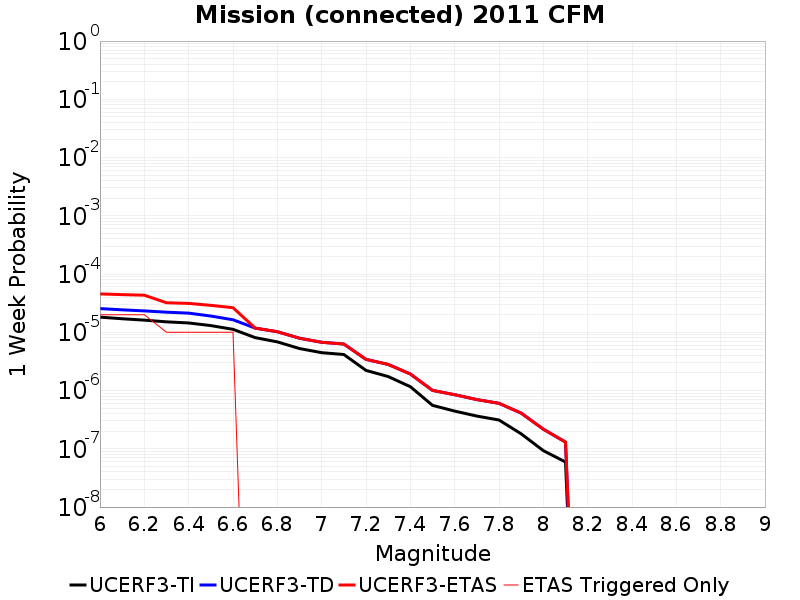 Mission (connected) 2011 CFM
1 Week Probability
10^0
10^-1
10^-2
10^-3
10^-4
10^-5
10^-6
10^-7
10^-8
6 6.2 6.4 6.6 6.8 7 7.2 7.4 7.6 7.8 8 8.2 8.4 8.6 8.8 9
Magnitude
UCERF3-TI UCERF3-TD UCERF3-ETAS ETAS Triggered Only